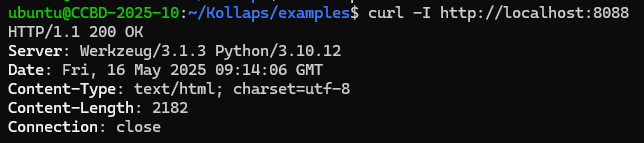 ubuntu@CCBD-2025-10:~/Kollaps/examples$ curl -I http://localhost:8088
HTTP/1.1 200 OK
Server: Werkzeug/3.1.3 Python/3.10.12
Date: Fri, 16 May 2025 09:14:06 GMT
Content-Type: text/html; charset=utf-8
Content-Length: 2182
Connection: close